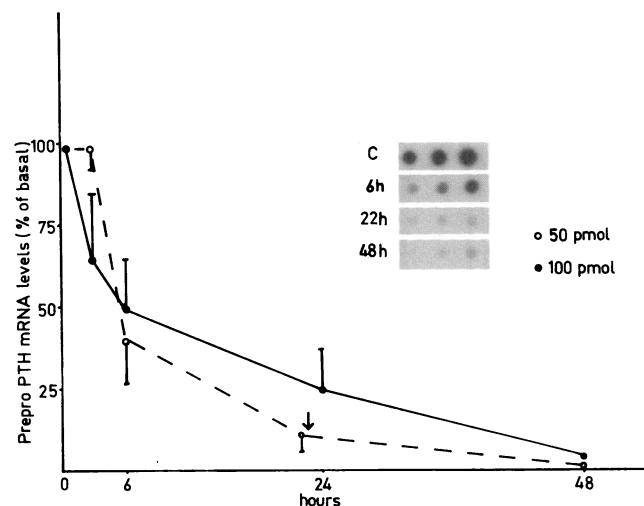 Prepro PTH mRNA levels (% of basal)
100
75
50
25
C
6h
22h
48h
50 pmol
100 pmol
0
6
24
48
hours